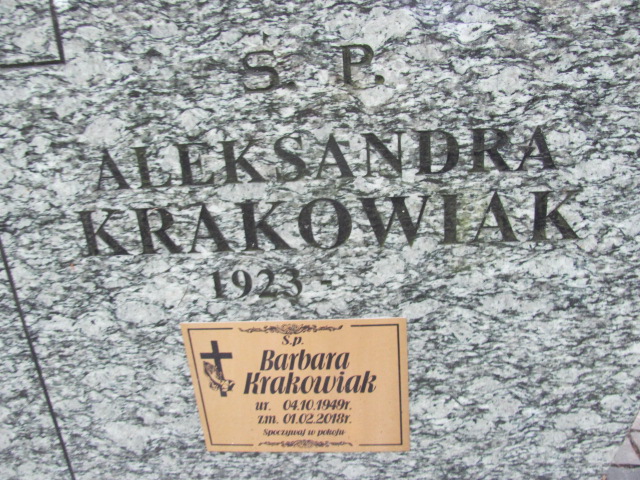 Ś. P.
ALEKSANDRA
KRAKOWIAK
1923 -
Ś.p.
Barbara
Krakowiak
ur. 04.10.1949r.
zm. 01.02.2018r.
Spoczywaj w pokoju